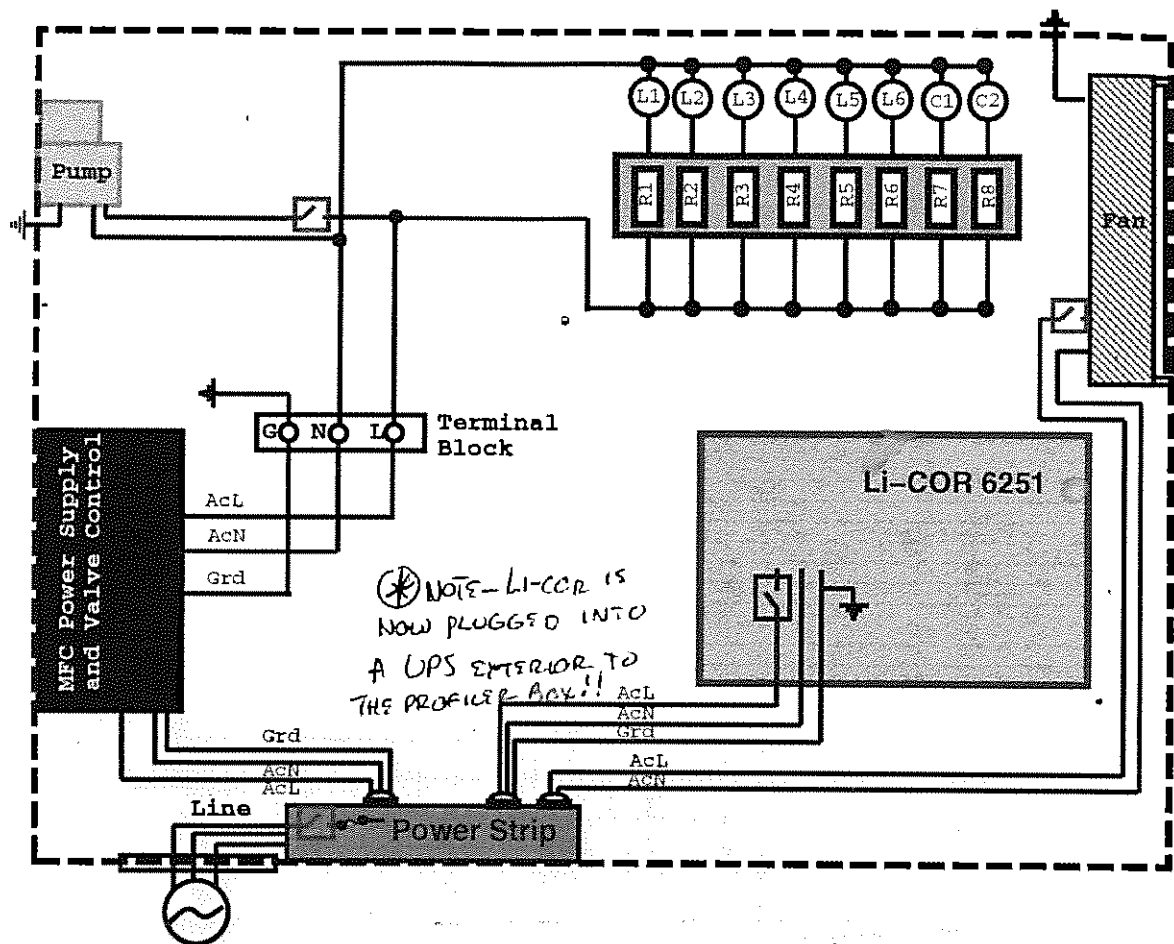 L1 L2 L3 L4 L5 L6 C1 C2
Pump
R1 R2 R3 R4 R5 R6 R7 R8
Fan
G N L
Terminal
Block
MFC Power Supply
and Valve Control
AcL
AcN
Grd
Li-COR 6251
* NOTE - LI-COR IS
NOW PLUGGED INTO
A UPS EXTERIOR TO
THE PROFILER BOX!!
AcL
AcN
Grd
Grd
AcN
AcL
AcL
AcN
Line
Power Strip